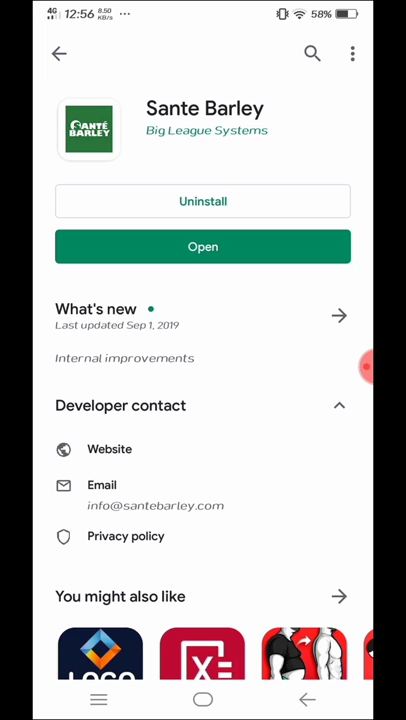 4G 12:56 8.50 KB/s ... 58%
Sante Barley
SANTÉ
BARLEY
Big League Systems
Uninstall
Open
What's new
Last updated Sep 1, 2019
Internal improvements
Developer contact
Website
Email
info@santebarley.com
Privacy policy
You might also like
LOGO
X